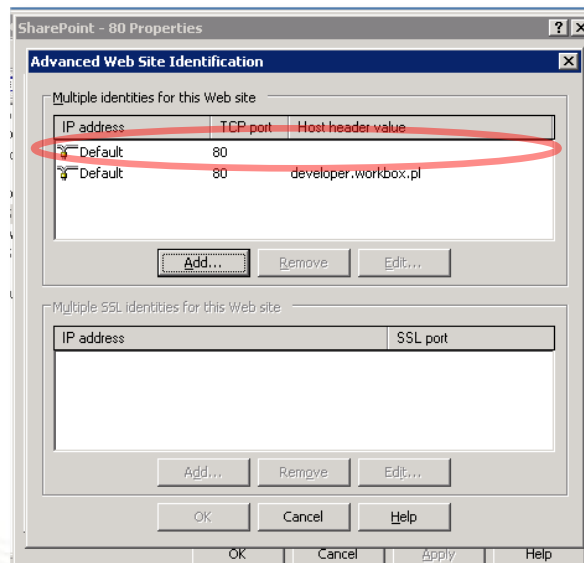 SharePoint - 80 Properties
Advanced Web Site Identification
Multiple identities for this Web site
IP address TCP port Host header value
Default 80
Default 80 developer.workbox.pl
Add... Remove Edit...
Multiple SSL identities for this Web site
IP address SSL port
Add... Remove Edit...
OK Cancel Help
OK Cancel Apply Help